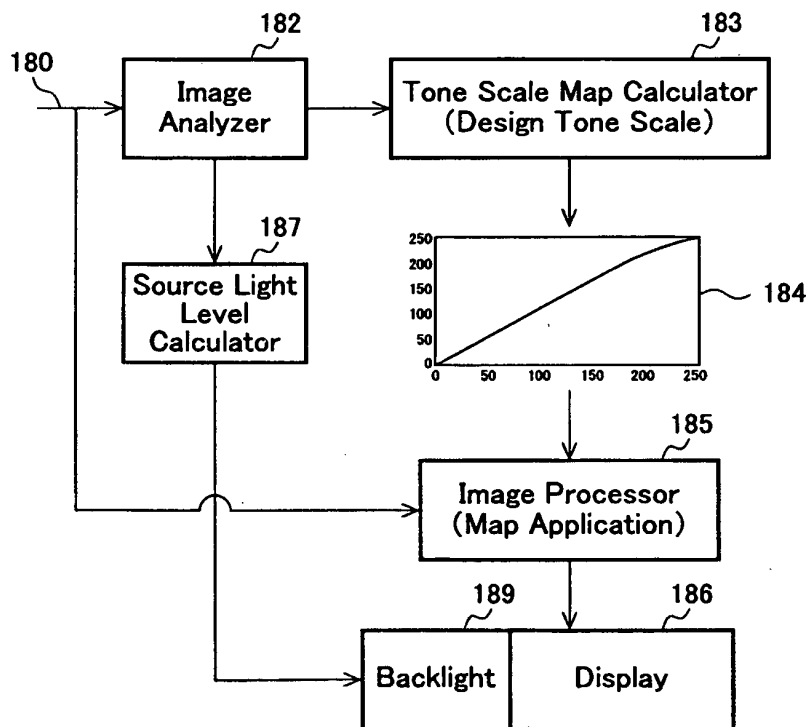 182
183
180
Image
Analyzer
Tone Scale Map Calculator
(Design Tone Scale)
187
Source Light
Level
Calculator
250
200
150
100
50
0
0 50 100 150 200 250
184
185
Image Processor
(Map Application)
189
186
Backlight
Display